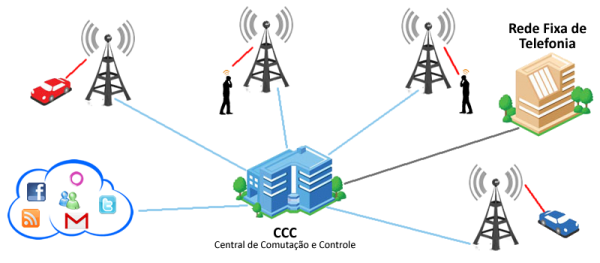 Rede Fixa de
Telefonia
CCC
Central de Comutação e Controle